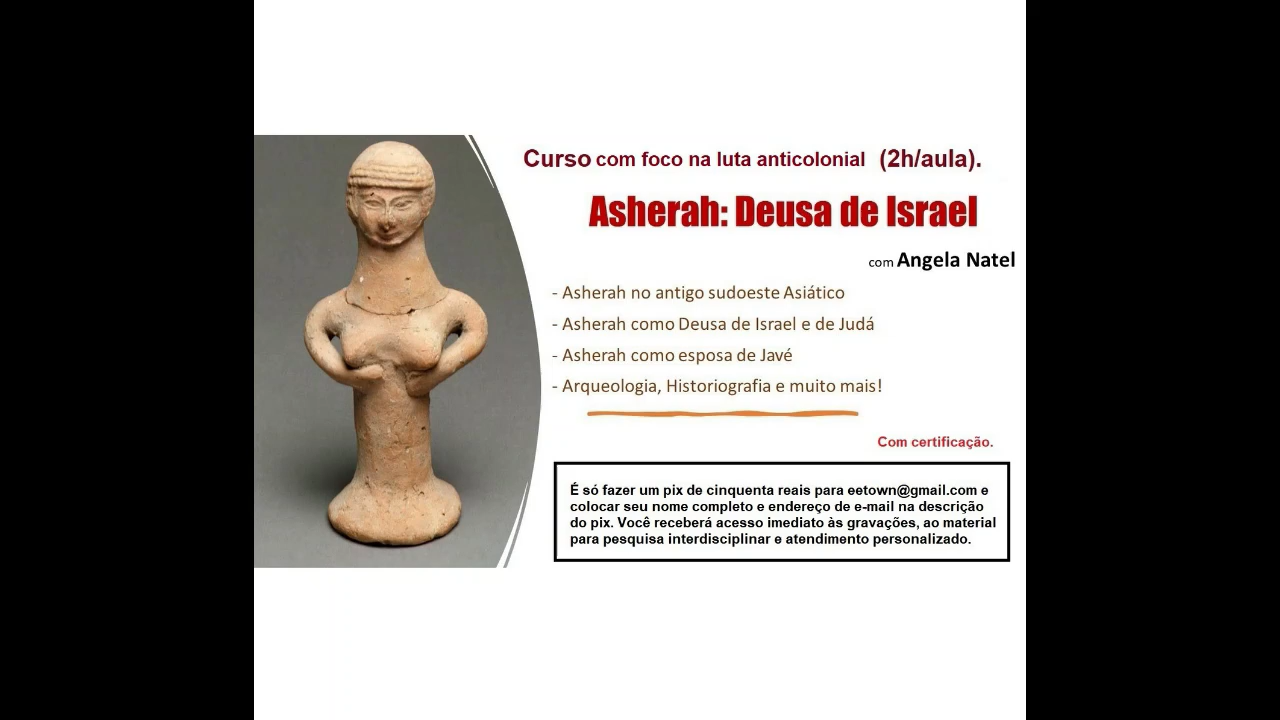 Curso com foco na luta anticolonial (2h/aula).
Asherah: Deusa de Israel
com Angela Natel
- Asherah no antigo sudoeste Asiático
- Asherah como Deusa de Israel e de Judá
- Asherah como esposa de Javé
- Arqueologia, Historiografia e muito mais!
Com certificação.
É só fazer um pix de cinquenta reais para eetown@gmail.com e
colocar seu nome completo e endereço de e-mail na descrição
do pix. Você receberá acesso imediato às gravações, ao material
para pesquisa interdisciplinar e atendimento personalizado.